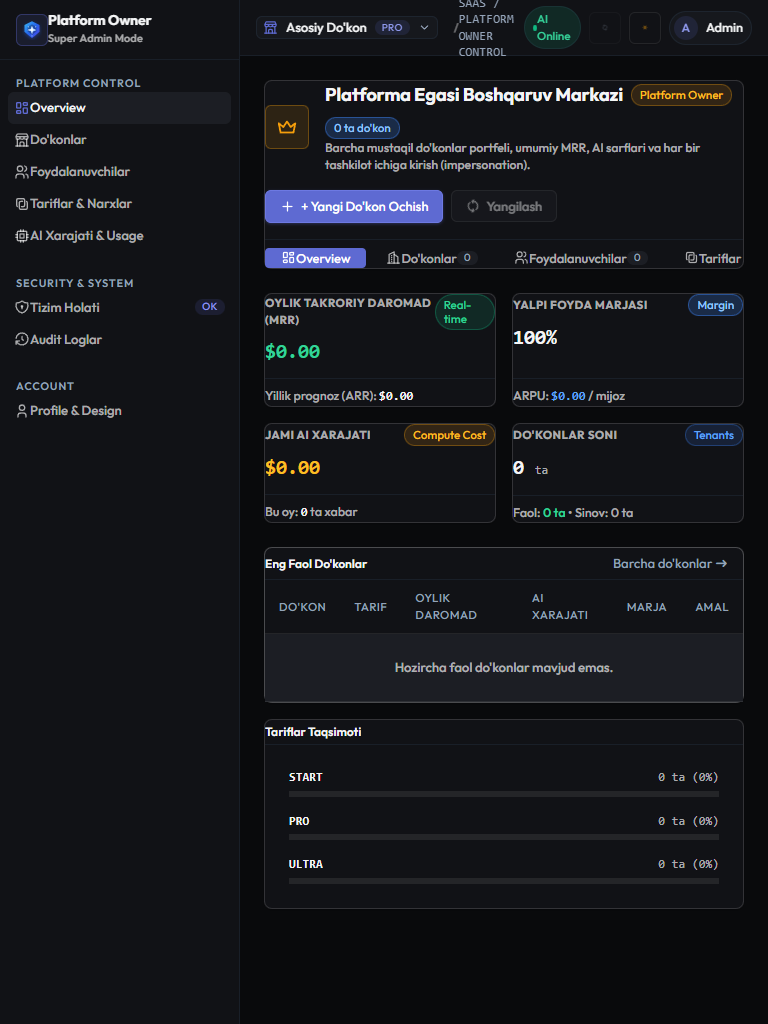 Platform Owner
Super Admin Mode
PLATFORM CONTROL
Overview
Do'konlar
Foydalanuvchilar
Tariflar & Narxlar
AI Xarajati & Usage
SECURITY & SYSTEM
Tizim Holati OK
Audit Loglar
ACCOUNT
Profile & Design
Asosiy Do'kon PRO
/
SAAS /
PLATFORM
OWNER
CONTROL
AI
Online
A Admin
Platforma Egasi Boshqaruv Markazi Platform Owner
0 ta do'kon
Barcha mustaqil do'konlar portfeli, umumiy MRR, AI sarflari va har bir
tashkilot ichiga kirish (impersonation).
+ + Yangi Do'kon Ochish Yangilash
Overview Do'konlar 0 Foydalanuvchilar 0 Tariflar
OYLIK TAKRORIY DAROMAD
(MRR)
Real-
time
$0.00
Yillik prognoz (ARR): $0.00
YALPI FOYDA MARJASI Margin
100%
ARPU: $0.00 / mijoz
JAMI AI XARAJATI Compute Cost
$0.00
Bu oy: 0 ta xabar
DO'KONLAR SONI Tenants
0 ta
Faol: 0 ta • Sinov: 0 ta
Eng Faol Do'konlar Barcha do'konlar →
DO'KON TARIF OYLIK DAROMAD AI XARAJATI MARJA AMAL
Hozircha faol do'konlar mavjud emas.
Tariflar Taqsimoti
START 0 ta (0%)
PRO 0 ta (0%)
ULTRA 0 ta (0%)